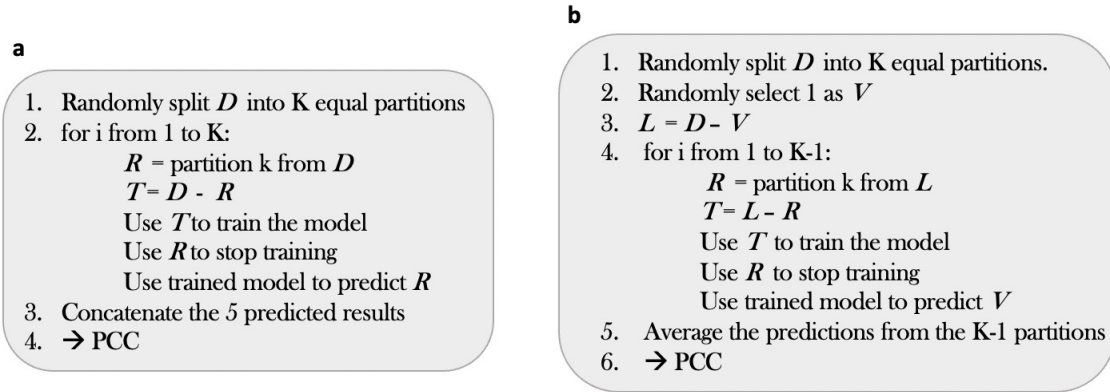 a
1. Randomly split D into K equal partitions
2. for i from 1 to K:
R = partition k from D
T= D - R
Use T to train the model
Use R to stop training
Use trained model to predict R
3. Concatenate the 5 predicted results
4. → PCC
b
1. Randomly split D into K equal partitions.
2. Randomly select 1 as V
3. L = D – V
4. for i from 1 to K-1:
R = partition k from L
T= L – R
Use T to train the model
Use R to stop training
Use trained model to predict V
5. Average the predictions from the K-1 partitions
6. → PCC